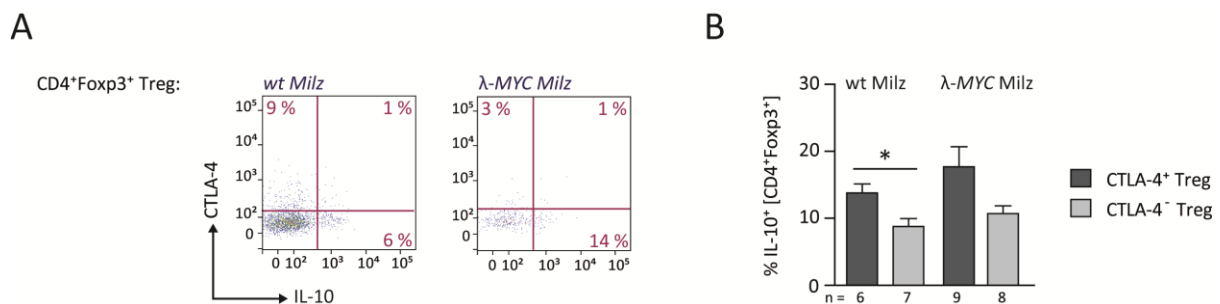 A
CD4⁺Foxp3⁺ Treg:
wt Milz
λ-MYC Milz
10⁵
10⁴
10³
10²
0
9 %
1 %
6 %
0 10² 10³ 10⁴ 10⁵
10⁵
10⁴
10³
10²
0
3 %
1 %
14 %
0 10² 10³ 10⁴ 10⁵
CTLA-4
IL-10
B
wt Milz λ-MYC Milz
% IL-10⁺ [CD4⁺Foxp3⁺]
30
20
10
0
*
n = 6 7 9 8
CTLA-4⁺ Treg
CTLA-4⁻ Treg